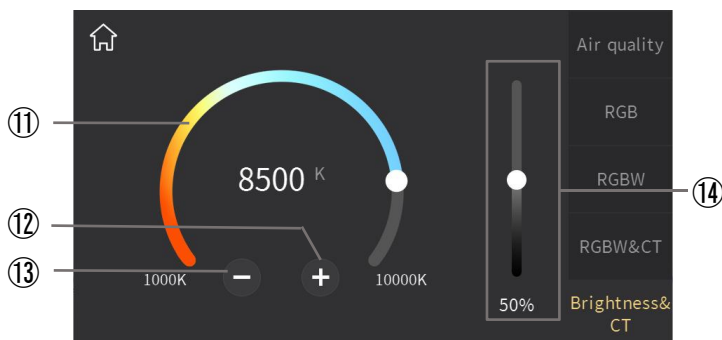 Air quality
⑪
RGB
8500 K
RGBW
⑭
⑫
RGBW&CT
⑬
1000K
−
+
10000K
50%
Brightness&
CT